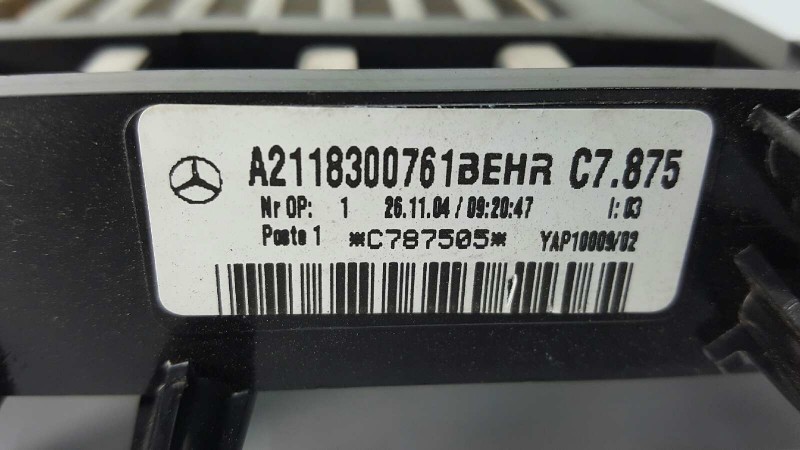 A2118300761 BEHR C7.875
Nr OP: 1 26.11.04 / 09:20:47 I: 03
Poste 1 *C787505* YAP10009/02